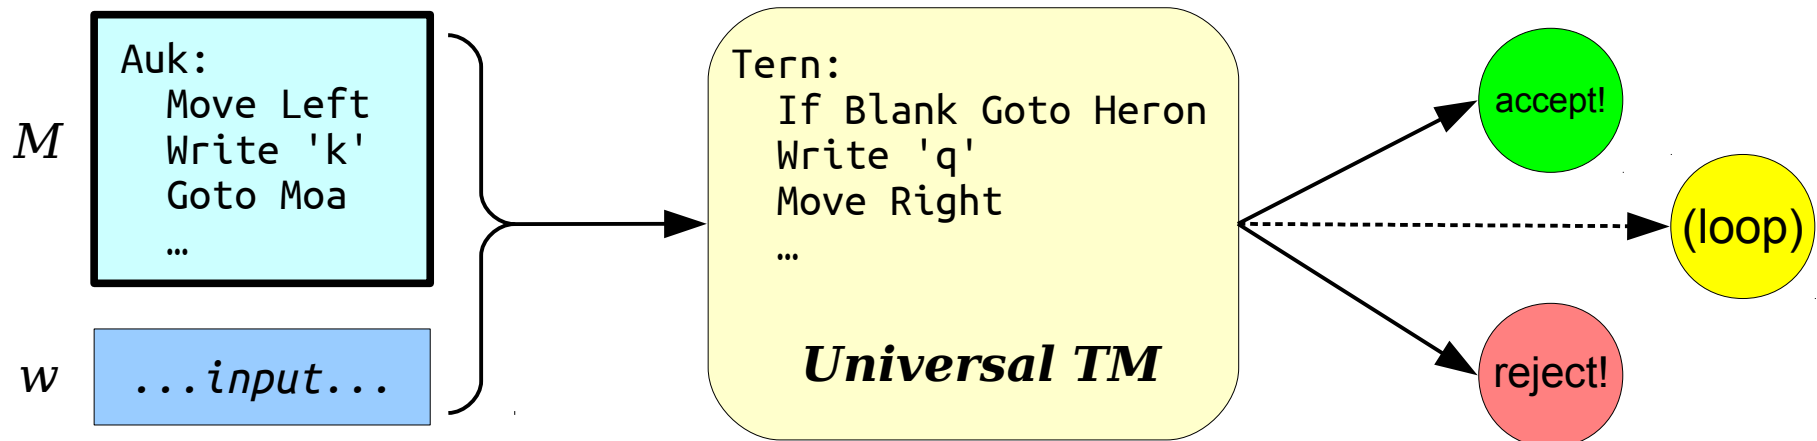 M
Auk:
Move Left
Write 'k'
Goto Moa
…
w
...input...
Tern:
If Blank Goto Heron
Write 'q'
Move Right
…
Universal TM
accept!
(loop)
reject!